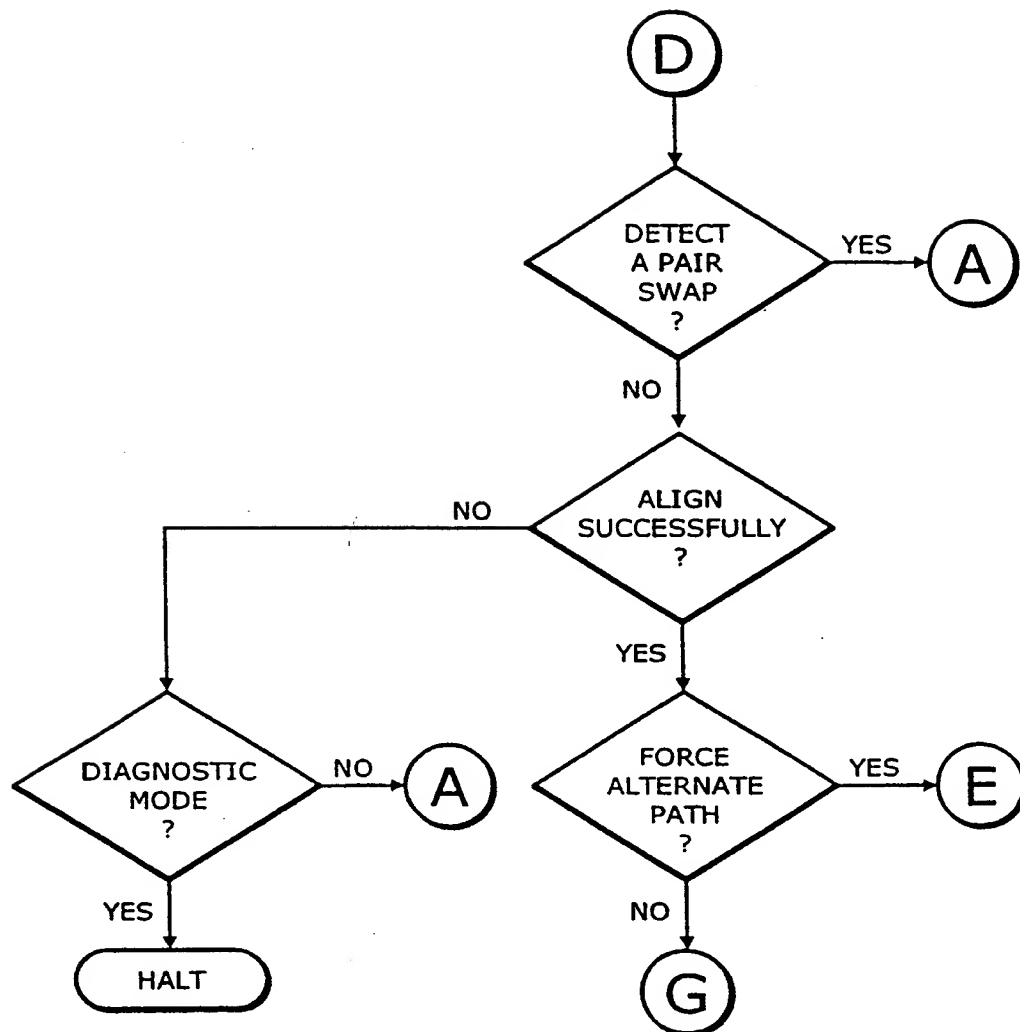 D
DETECT
A PAIR
SWAP
?
YES
A
NO
ALIGN
SUCCESSFULLY
?
NO
YES
DIAGNOSTIC
MODE
?
NO
A
YES
HALT
FORCE
ALTERNATE
PATH
?
YES
E
NO
G